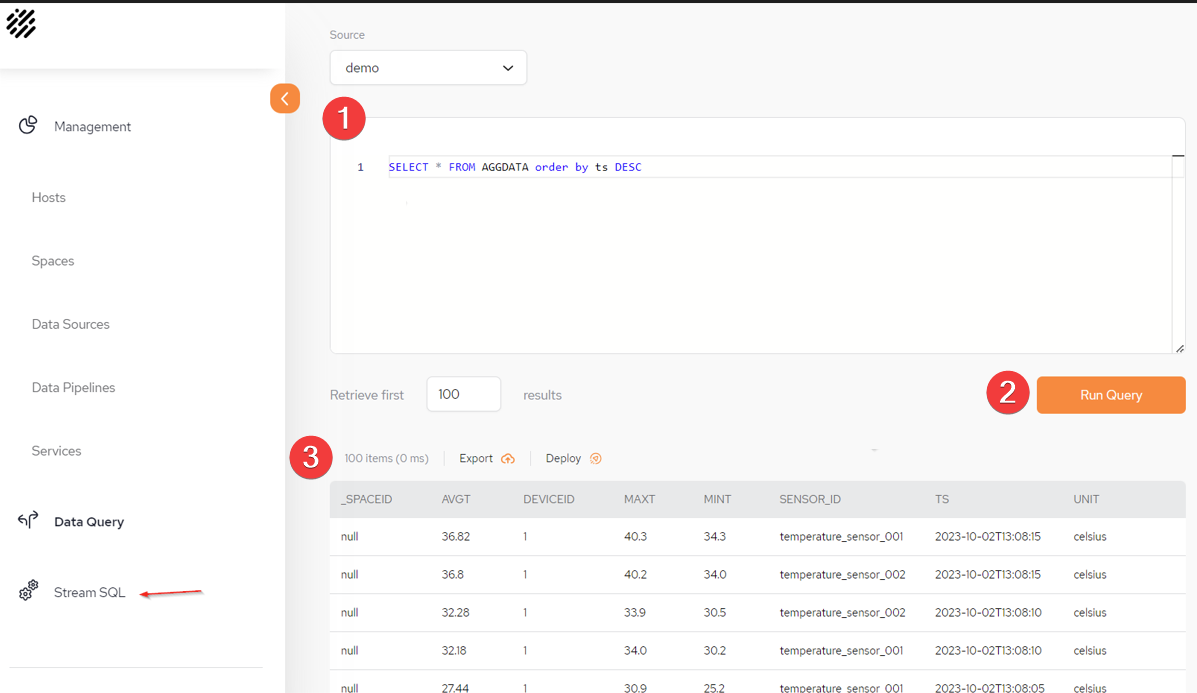 Source
demo
1
Management
1 SELECT * FROM AGGDATA order by ts DESC
Hosts
Spaces
Data Sources
Data Pipelines
Services
Data Query
Stream SQL
Retrieve first 100 results
2
Run Query
3
100 items (0 ms) Export Deploy
_SPACEID AVGT DEVICEID MAXT MINT SENSOR_ID TS UNIT
null 36.82 1 40.3 34.3 temperature_sensor_001 2023-10-02T13:08:15 celsius
null 36.8 1 40.2 34.0 temperature_sensor_002 2023-10-02T13:08:15 celsius
null 32.28 1 33.9 30.5 temperature_sensor_002 2023-10-02T13:08:10 celsius
null 32.18 1 34.0 30.2 temperature_sensor_001 2023-10-02T13:08:10 celsius
null 27.44 1 30.9 25.2 temperature_sensor_001 2023-10-02T13:08:05 celsius